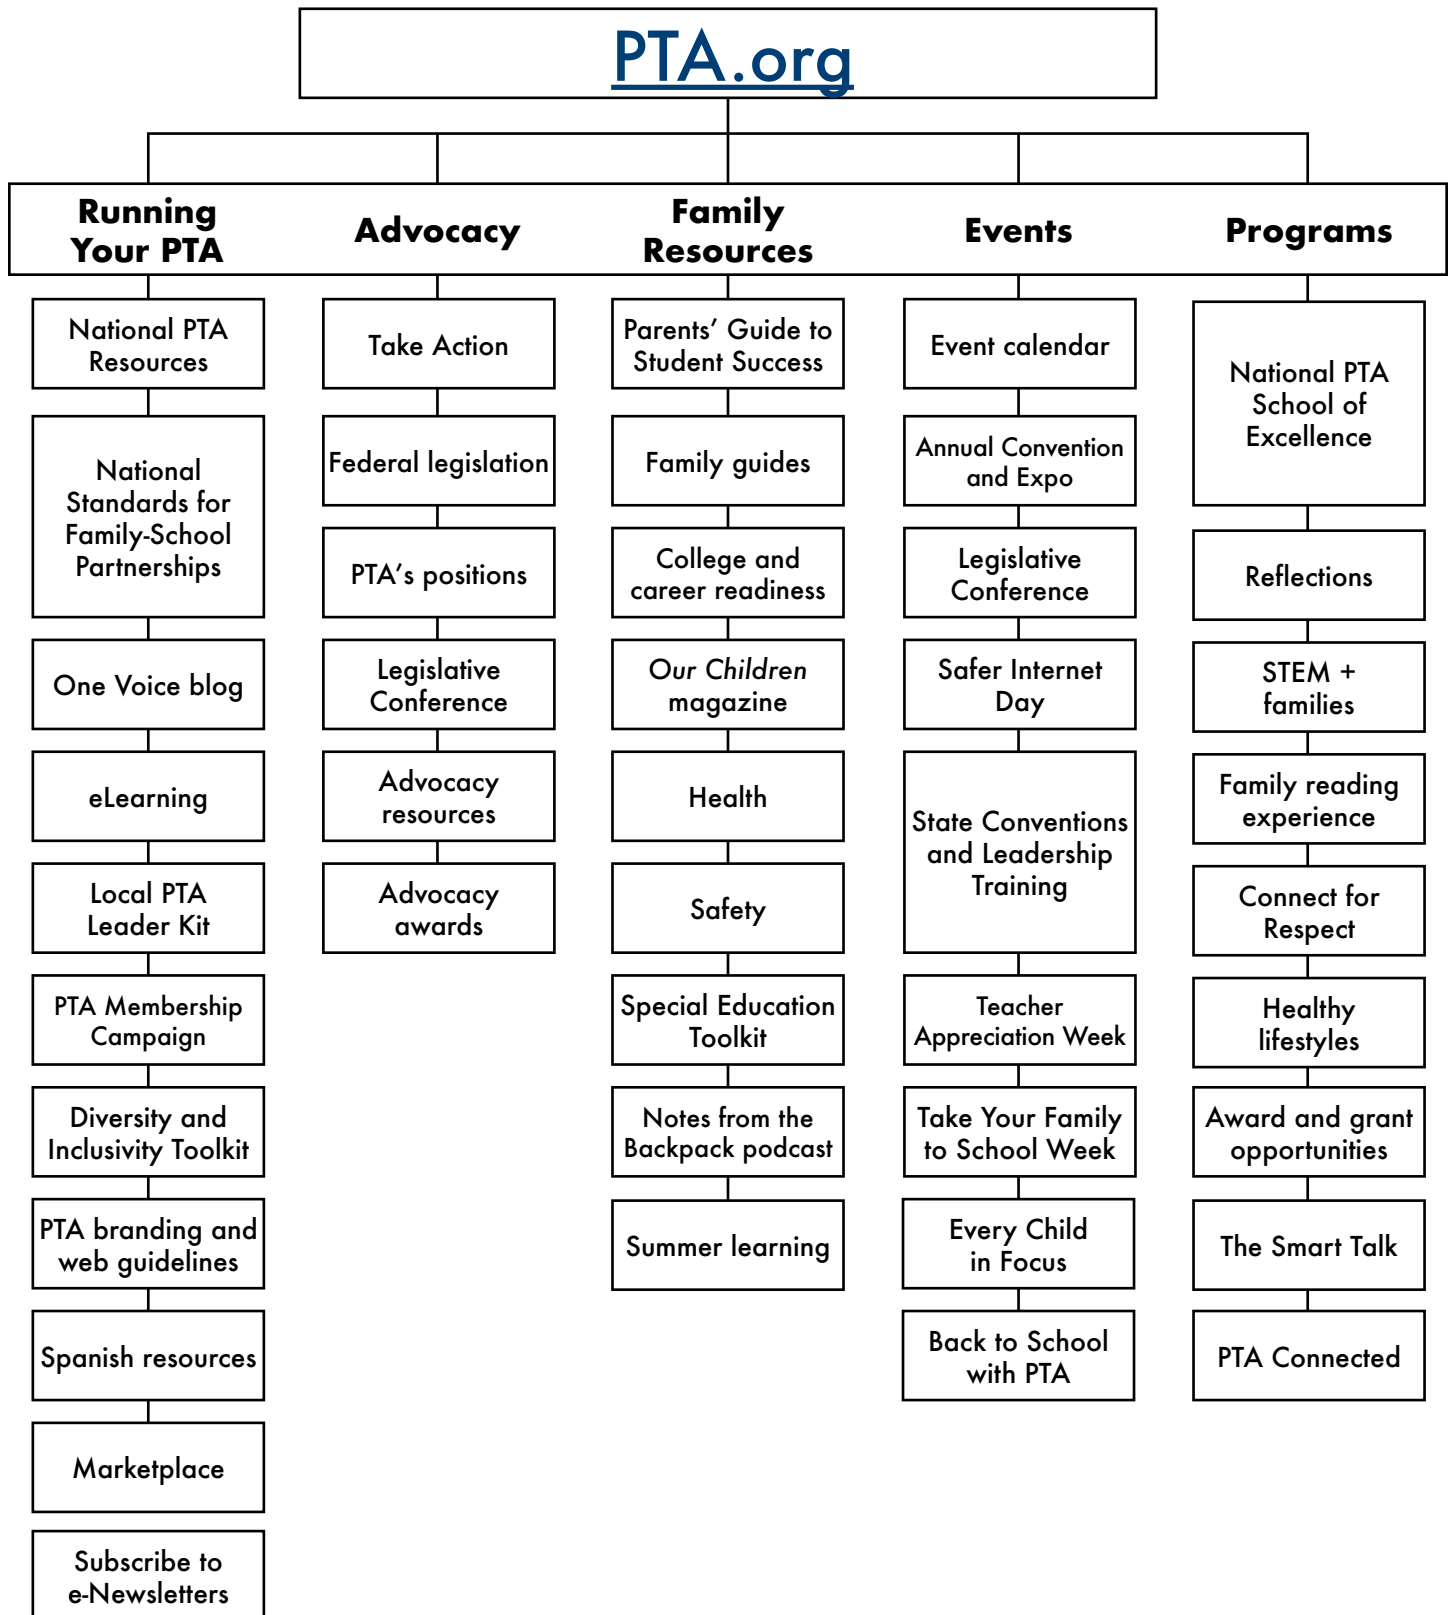 PTA.org
Running
Your PTA
Advocacy
Family
Resources
Events
Programs
National PTA
Resources
National
Standards for
Family-School
Partnerships
One Voice blog
eLearning
Local PTA
Leader Kit
PTA Membership
Campaign
Diversity and
Inclusivity Toolkit
PTA branding and
web guidelines
Spanish resources
Marketplace
Subscribe to
e-Newsletters
Take Action
Federal legislation
PTA’s positions
Legislative
Conference
Advocacy
resources
Advocacy
awards
Parents’ Guide to
Student Success
Family guides
College and
career readiness
Our Children
magazine
Health
Safety
Special Education
Toolkit
Notes from the
Backpack podcast
Summer learning
Event calendar
Annual Convention
and Expo
Legislative
Conference
Safer Internet
Day
State Conventions
and Leadership
Training
Teacher
Appreciation Week
Take Your Family
to School Week
Every Child
in Focus
Back to School
with PTA
National PTA
School of
Excellence
Reflections
STEM +
families
Family reading
experience
Connect for
Respect
Healthy
lifestyles
Award and grant
opportunities
The Smart Talk
PTA Connected